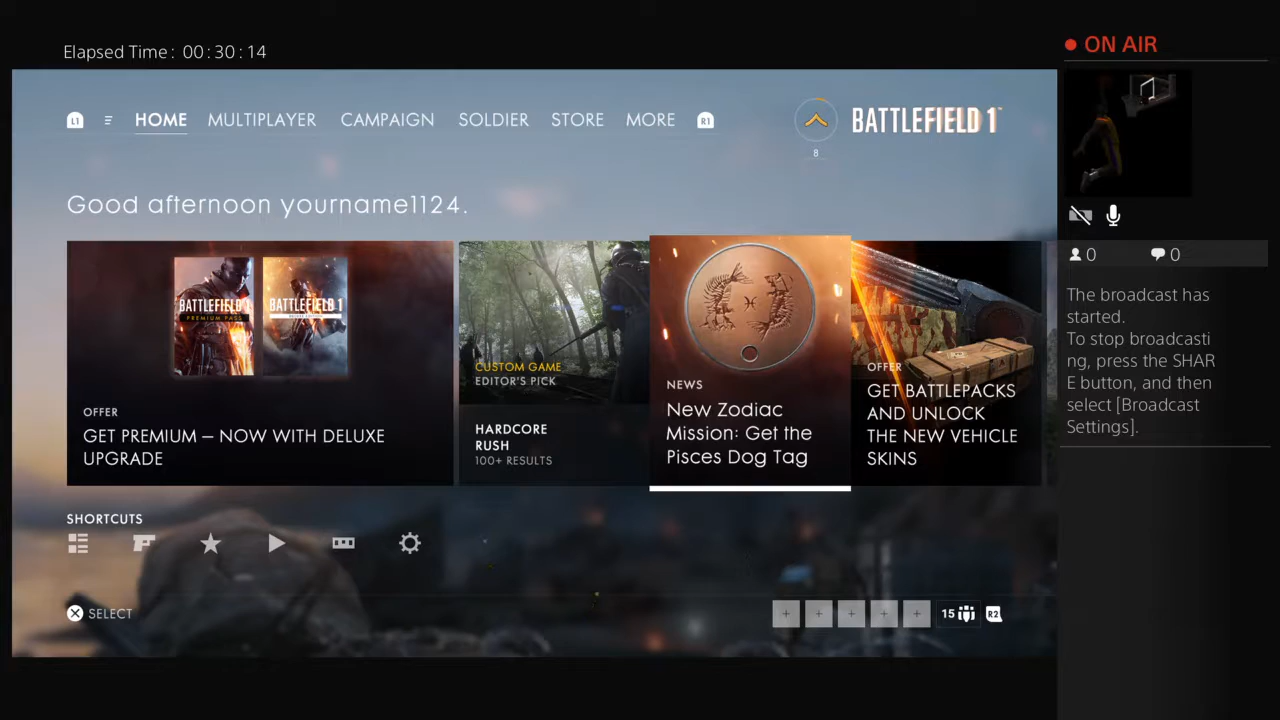 Elapsed Time: 00:30:14
ON AIR
L1
HOME
MULTIPLAYER
CAMPAIGN
SOLDIER
STORE
MORE
R1
8
BATTLEFIELD 1
Good afternoon yourname1124.
BATTLEFIELD 1
PREMIUM PASS
BATTLEFIELD 1
OFFER
GET PREMIUM – NOW WITH DELUXE
UPGRADE
CUSTOM GAME
EDITOR'S PICK
HARDCORE
RUSH
100+ RESULTS
NEWS
New Zodiac
Mission: Get the
Pisces Dog Tag
OFFER
GET BATTLEPACKS
AND UNLOCK
THE NEW VEHICLE
SKINS
SHORTCUTS
SELECT
15
R2
0
0
The broadcast has
started.
To stop broadcasti
ng, press the SHAR
E button, and then
select [Broadcast
Settings].